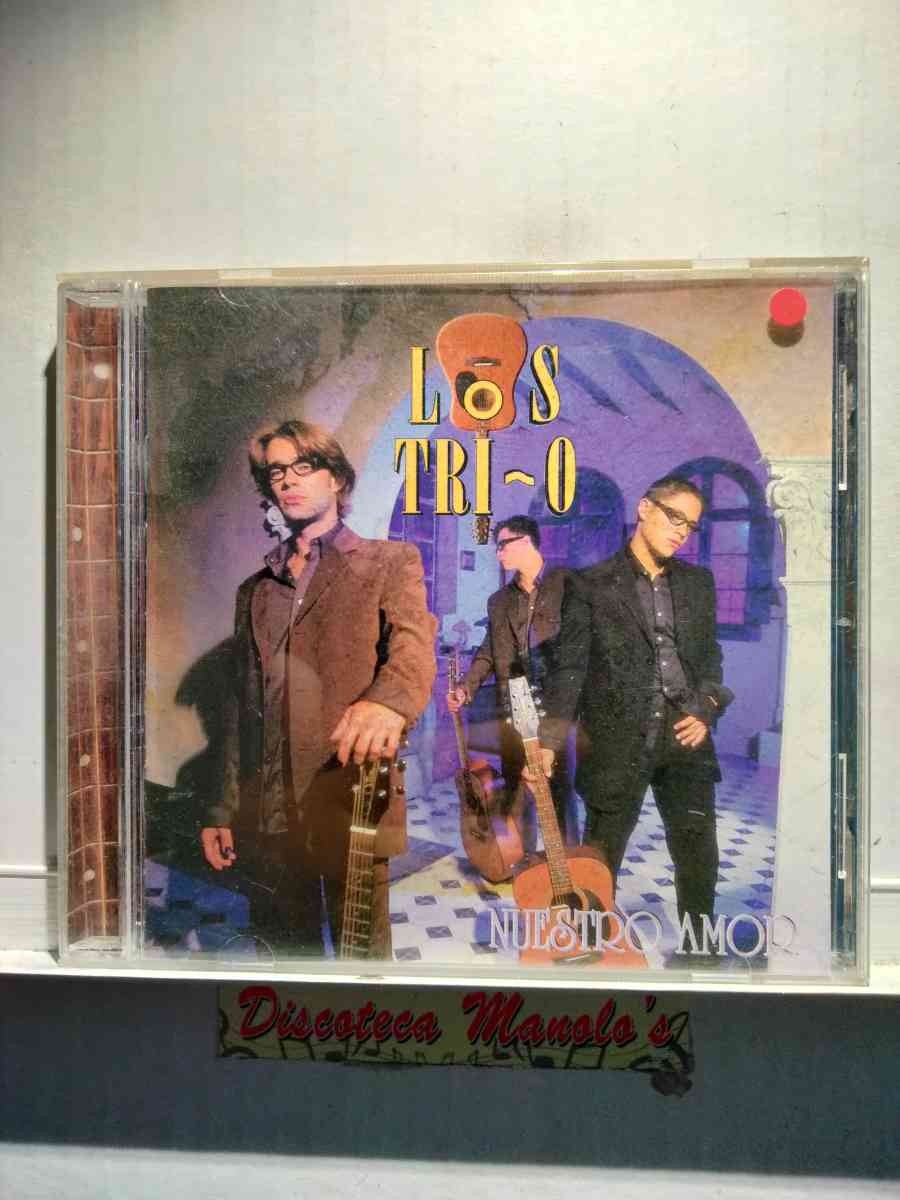 LOS
TRI~O
NUESTRO AMOR
Discoteca Manolo's